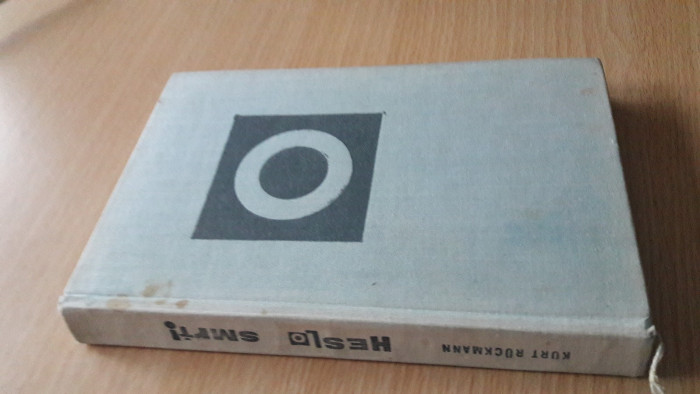 KURT RÜCKMANN HESLO smrti